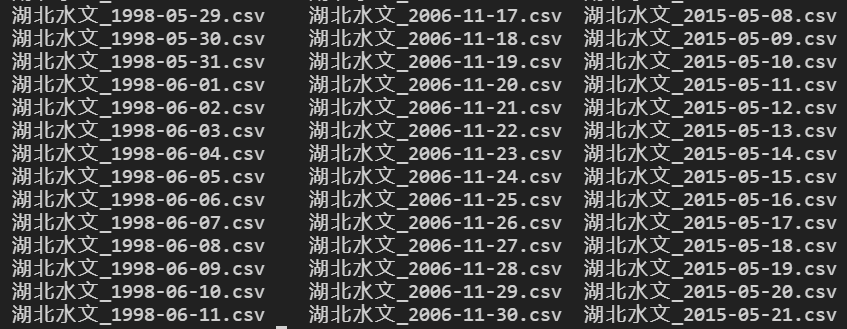 湖北水文_1998-05-29.csv 湖北水文_2006-11-17.csv 湖北水文_2015-05-08.csv
湖北水文_1998-05-30.csv 湖北水文_2006-11-18.csv 湖北水文_2015-05-09.csv
湖北水文_1998-05-31.csv 湖北水文_2006-11-19.csv 湖北水文_2015-05-10.csv
湖北水文_1998-06-01.csv 湖北水文_2006-11-20.csv 湖北水文_2015-05-11.csv
湖北水文_1998-06-02.csv 湖北水文_2006-11-21.csv 湖北水文_2015-05-12.csv
湖北水文_1998-06-03.csv 湖北水文_2006-11-22.csv 湖北水文_2015-05-13.csv
湖北水文_1998-06-04.csv 湖北水文_2006-11-23.csv 湖北水文_2015-05-14.csv
湖北水文_1998-06-05.csv 湖北水文_2006-11-24.csv 湖北水文_2015-05-15.csv
湖北水文_1998-06-06.csv 湖北水文_2006-11-25.csv 湖北水文_2015-05-16.csv
湖北水文_1998-06-07.csv 湖北水文_2006-11-26.csv 湖北水文_2015-05-17.csv
湖北水文_1998-06-08.csv 湖北水文_2006-11-27.csv 湖北水文_2015-05-18.csv
湖北水文_1998-06-09.csv 湖北水文_2006-11-28.csv 湖北水文_2015-05-19.csv
湖北水文_1998-06-10.csv 湖北水文_2006-11-29.csv 湖北水文_2015-05-20.csv
湖北水文_1998-06-11.csv 湖北水文_2006-11-30.csv 湖北水文_2015-05-21.csv